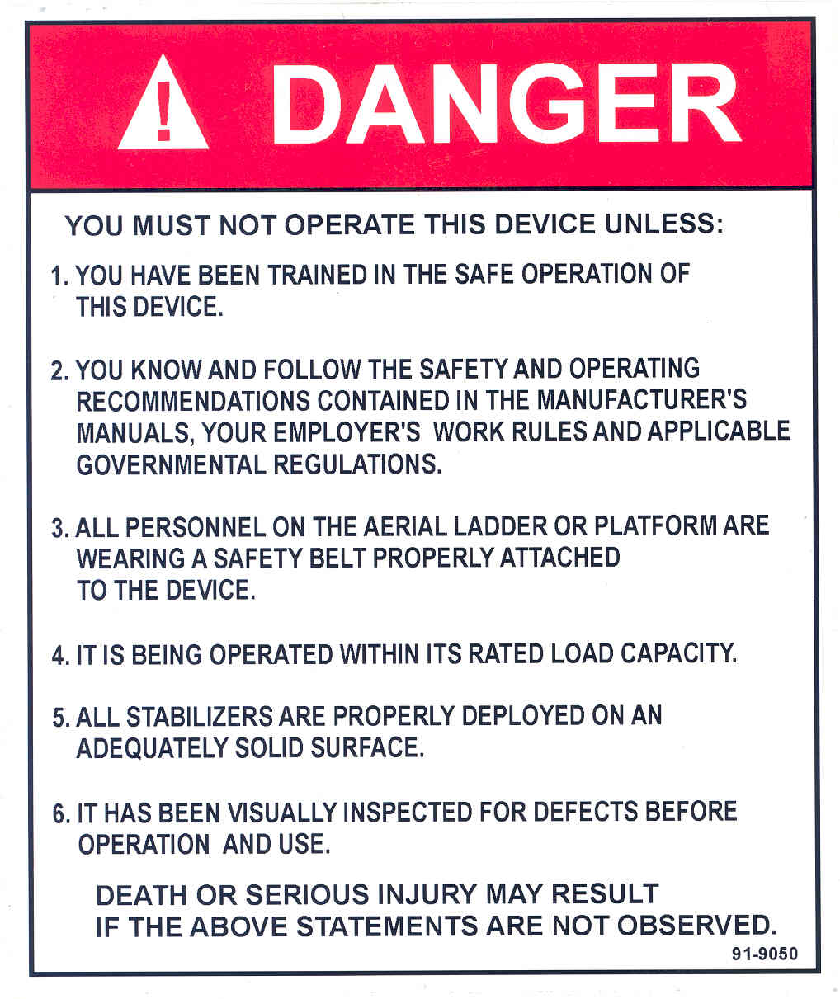 ! DANGER
YOU MUST NOT OPERATE THIS DEVICE UNLESS:
1. YOU HAVE BEEN TRAINED IN THE SAFE OPERATION OF
THIS DEVICE.
2. YOU KNOW AND FOLLOW THE SAFETY AND OPERATING
RECOMMENDATIONS CONTAINED IN THE MANUFACTURER'S
MANUALS, YOUR EMPLOYER'S WORK RULES AND APPLICABLE
GOVERNMENTAL REGULATIONS.
3. ALL PERSONNEL ON THE AERIAL LADDER OR PLATFORM ARE
WEARING A SAFETY BELT PROPERLY ATTACHED
TO THE DEVICE.
4. IT IS BEING OPERATED WITHIN ITS RATED LOAD CAPACITY.
5. ALL STABILIZERS ARE PROPERLY DEPLOYED ON AN
ADEQUATELY SOLID SURFACE.
6. IT HAS BEEN VISUALLY INSPECTED FOR DEFECTS BEFORE
OPERATION AND USE.
DEATH OR SERIOUS INJURY MAY RESULT
IF THE ABOVE STATEMENTS ARE NOT OBSERVED.
91-9050